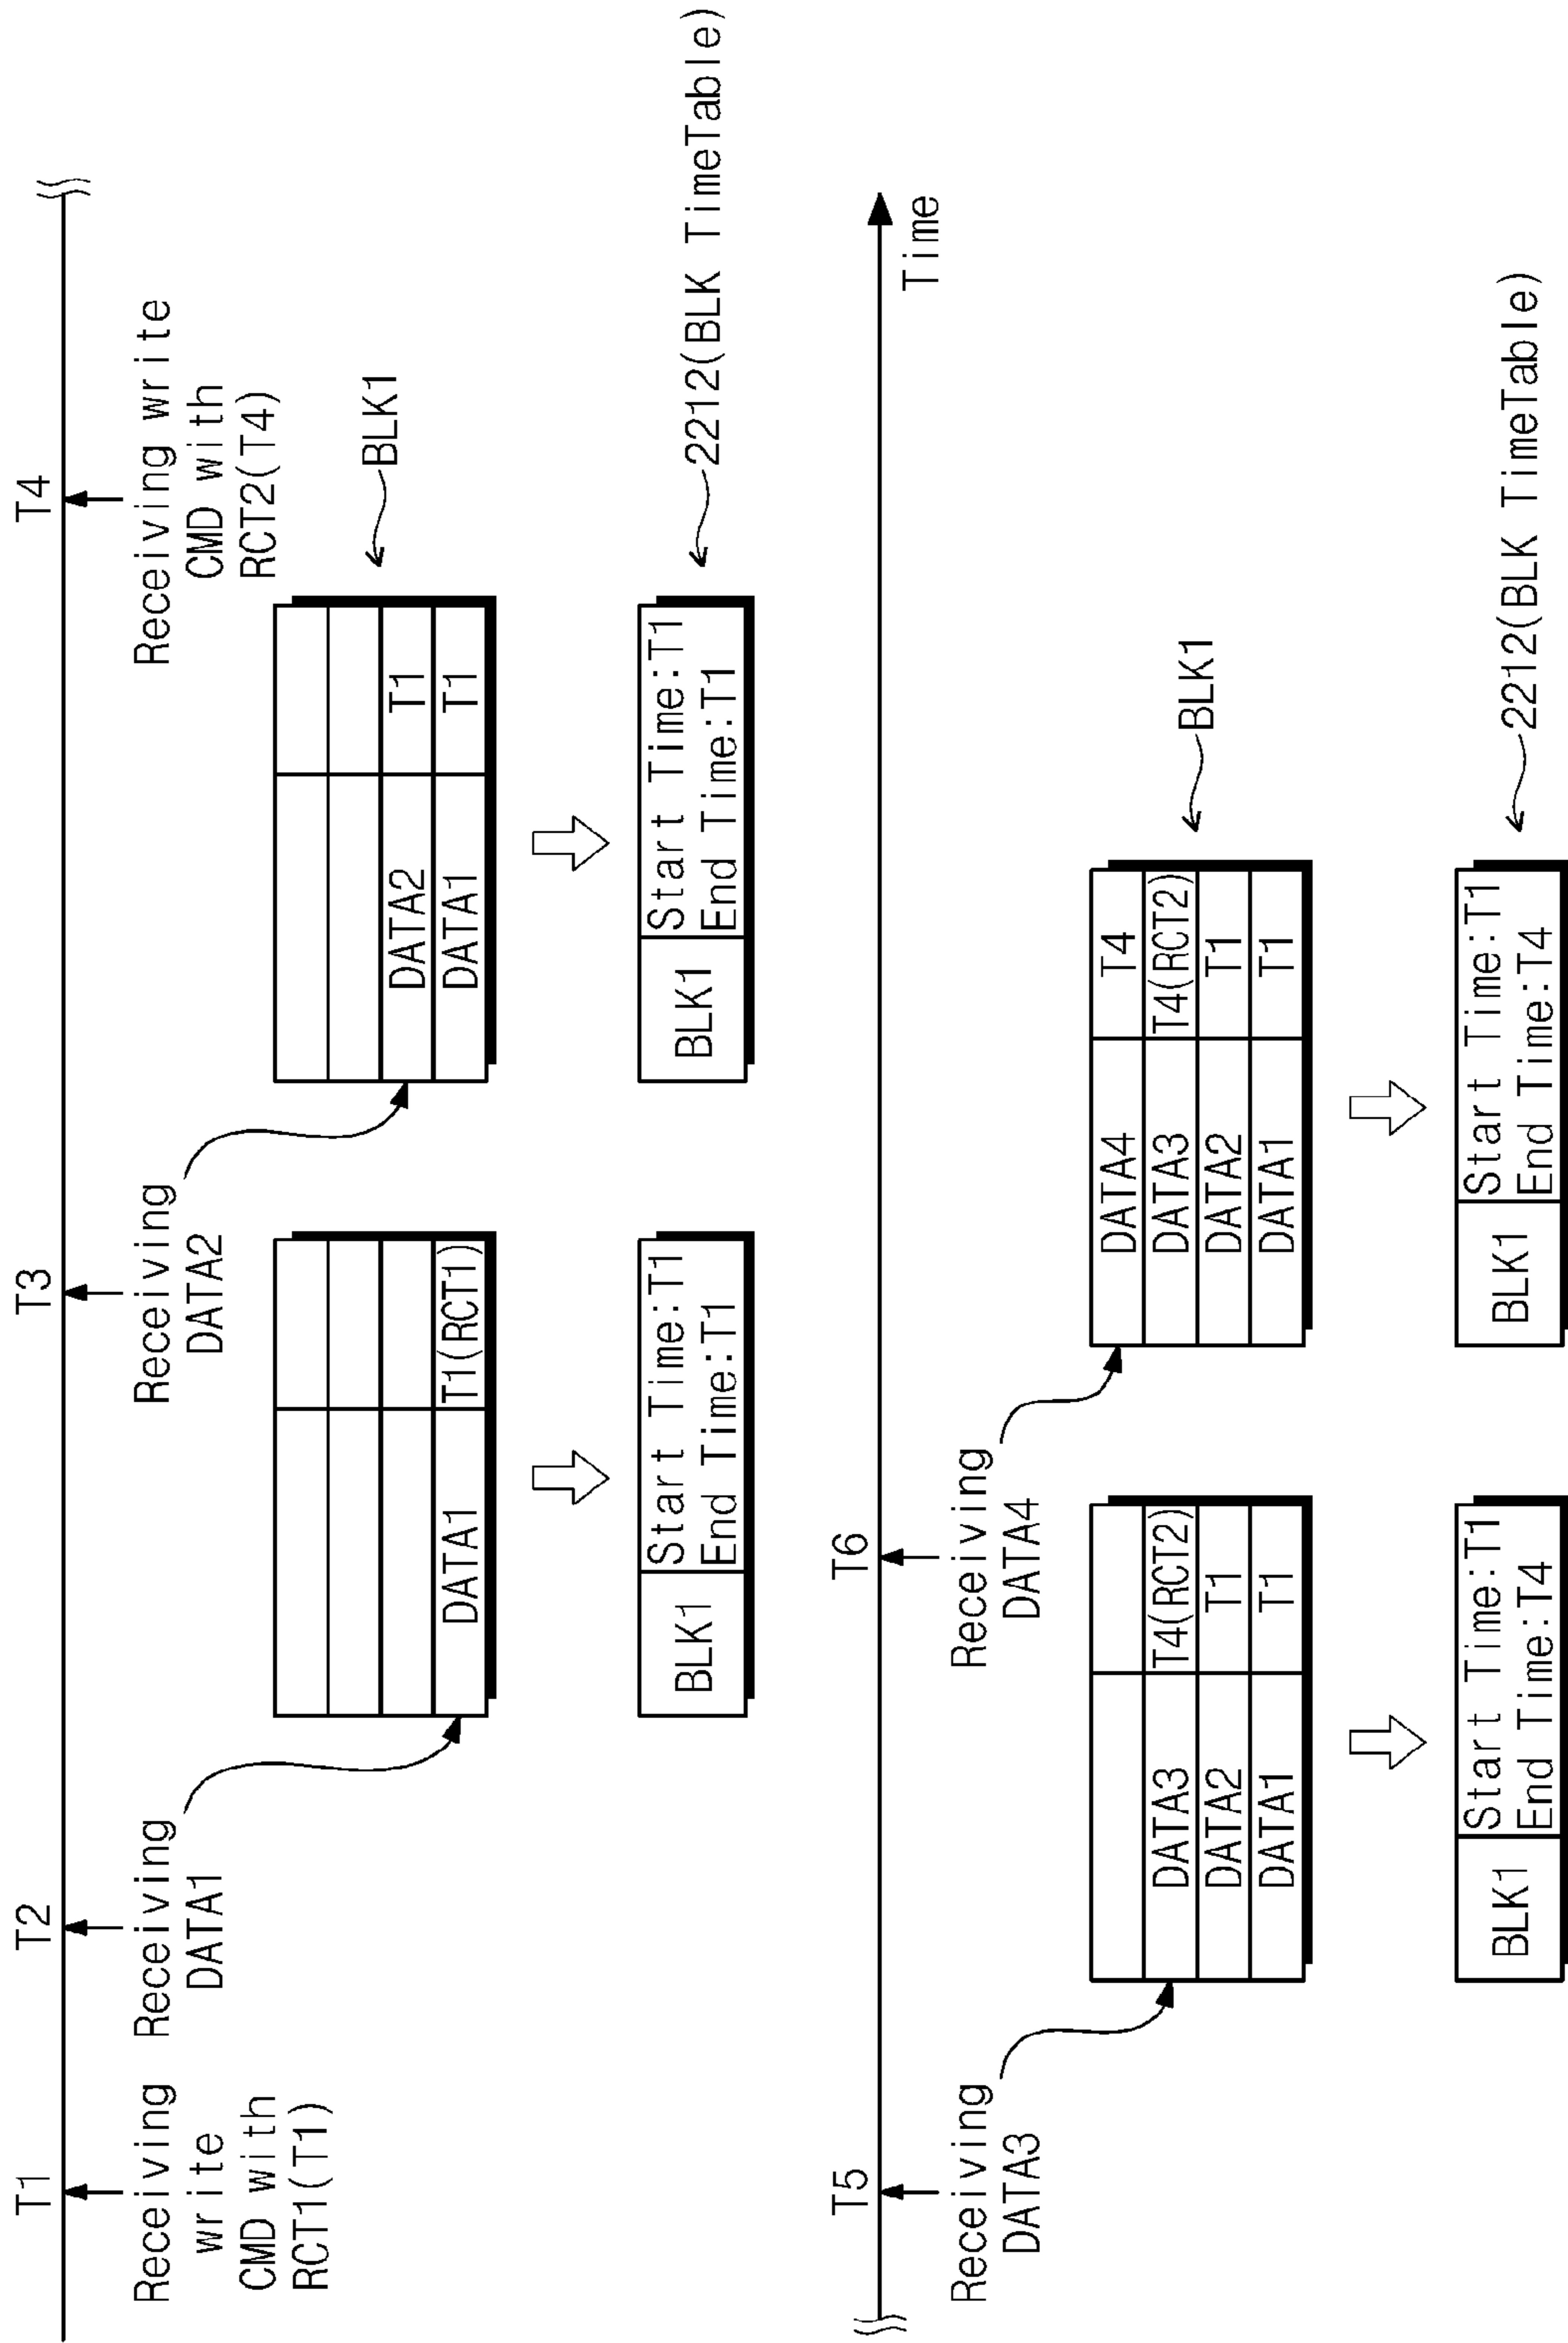 T1
T2
T3
T4
Receiving
write
CMD with
RCT1(T1)
Receiving
DATA1
Receiving
DATA2
Receiving write
CMD with
RCT2(T4)
DATA1 T1(RCT1)
DATA2 T1
DATA1 T1
BLK1
BLK1
Start Time:T1
End Time:T1
BLK1
Start Time:T1
End Time:T1
2212(BLK TimeTable)
T5
T6
Time
Receiving
DATA3
Receiving
DATA4
DATA3 T4(RCT2)
DATA2 T1
DATA1 T1
DATA4 T4
DATA3 T4(RCT2)
DATA2 T1
DATA1 T1
BLK1
BLK1
Start Time:T1
End Time:T4
BLK1
Start Time:T1
End Time:T4
2212(BLK TimeTable)